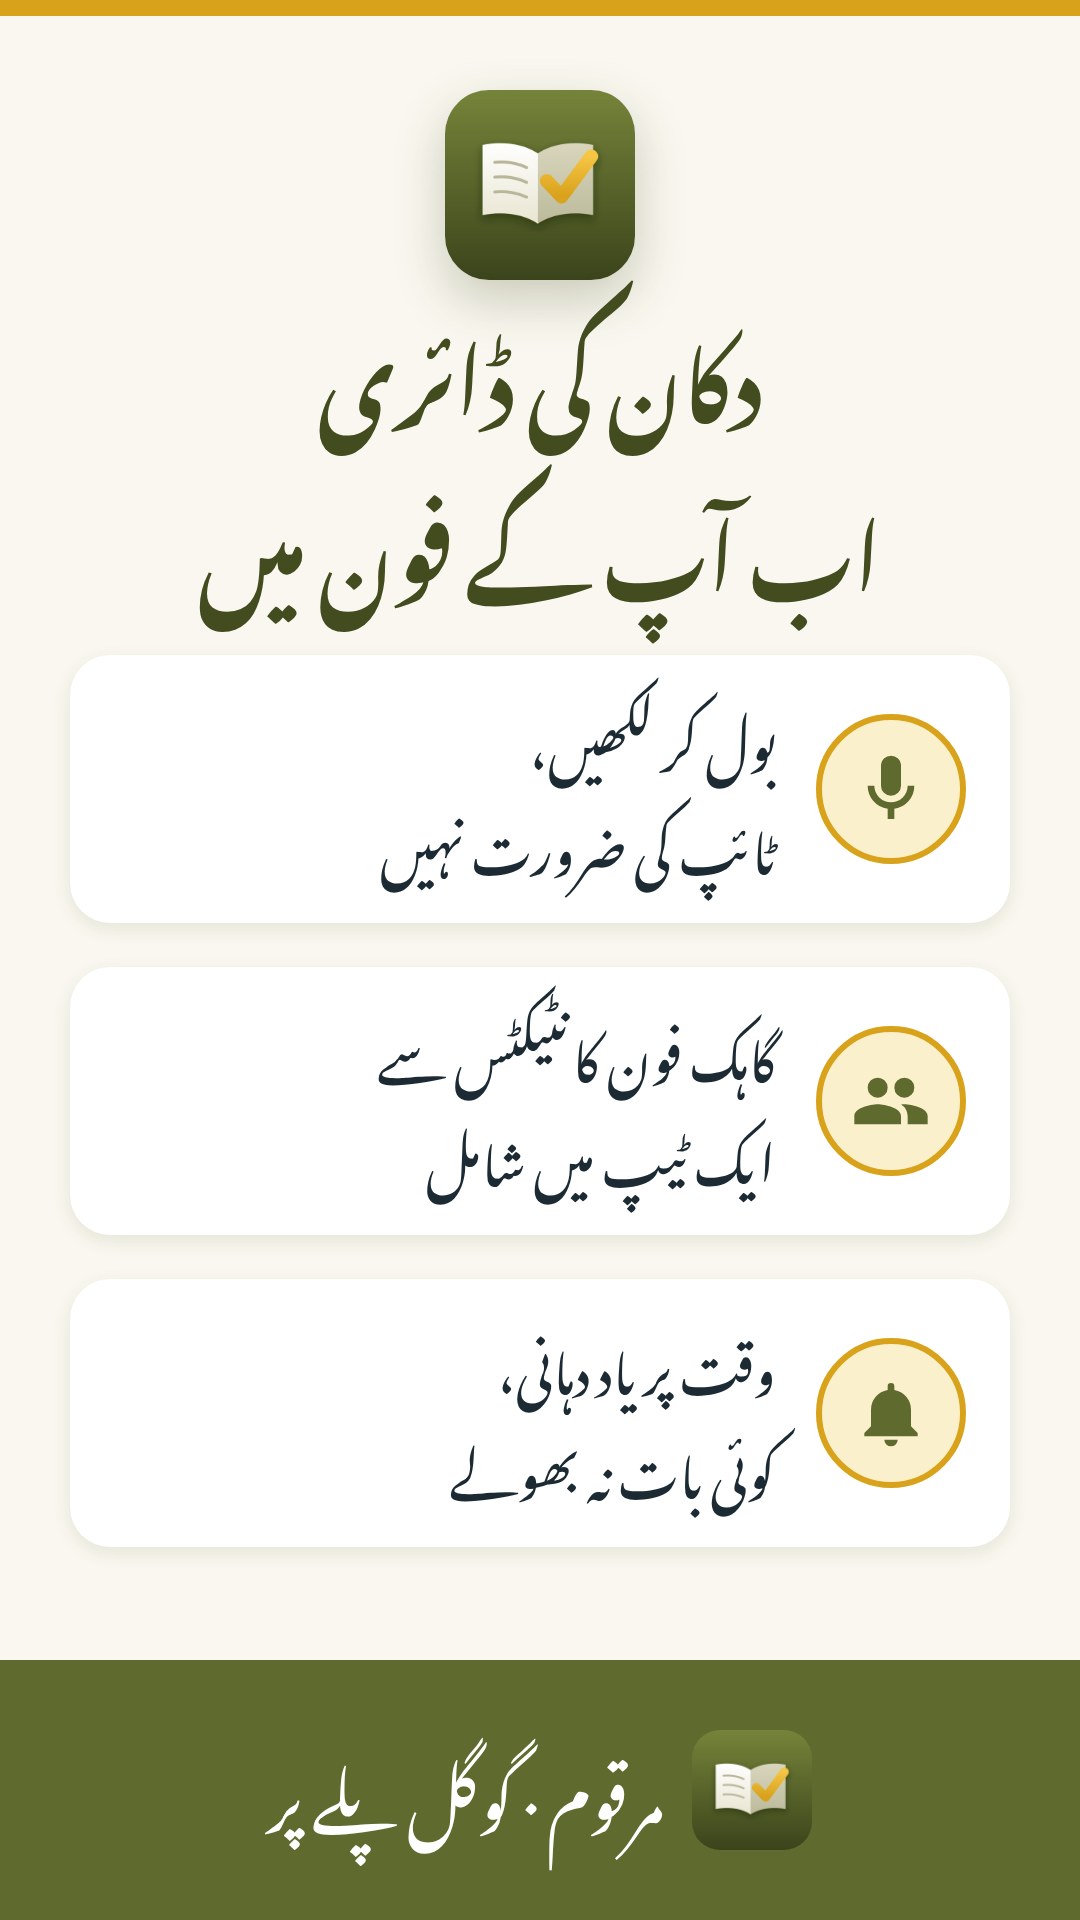 دکان کی ڈائری
اب آپ کے فون میں
بول کر لکھیں،
ٹائپ کی ضرورت نہیں
گاہک فون کانٹیکٹس سے
ایک ٹیپ میں شامل
وقت پر یاد دہانی،
کوئی بات نہ بھولے
مرقوم · گوگل پلے پر